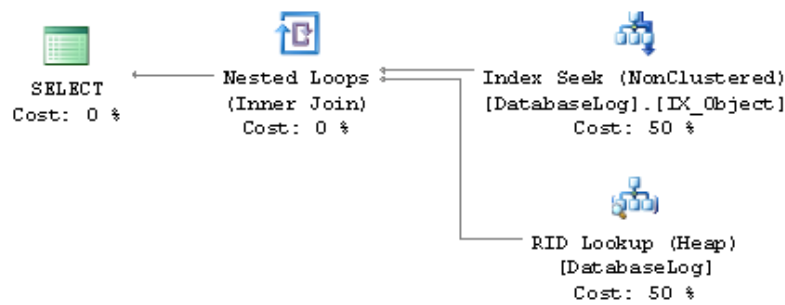 SELECT
Cost: 0 %
Nested Loops
(Inner Join)
Cost: 0 %
Index Seek (NonClustered)
[DatabaseLog].[IX_Object]
Cost: 50 %
RID Lookup (Heap)
[DatabaseLog]
Cost: 50 %